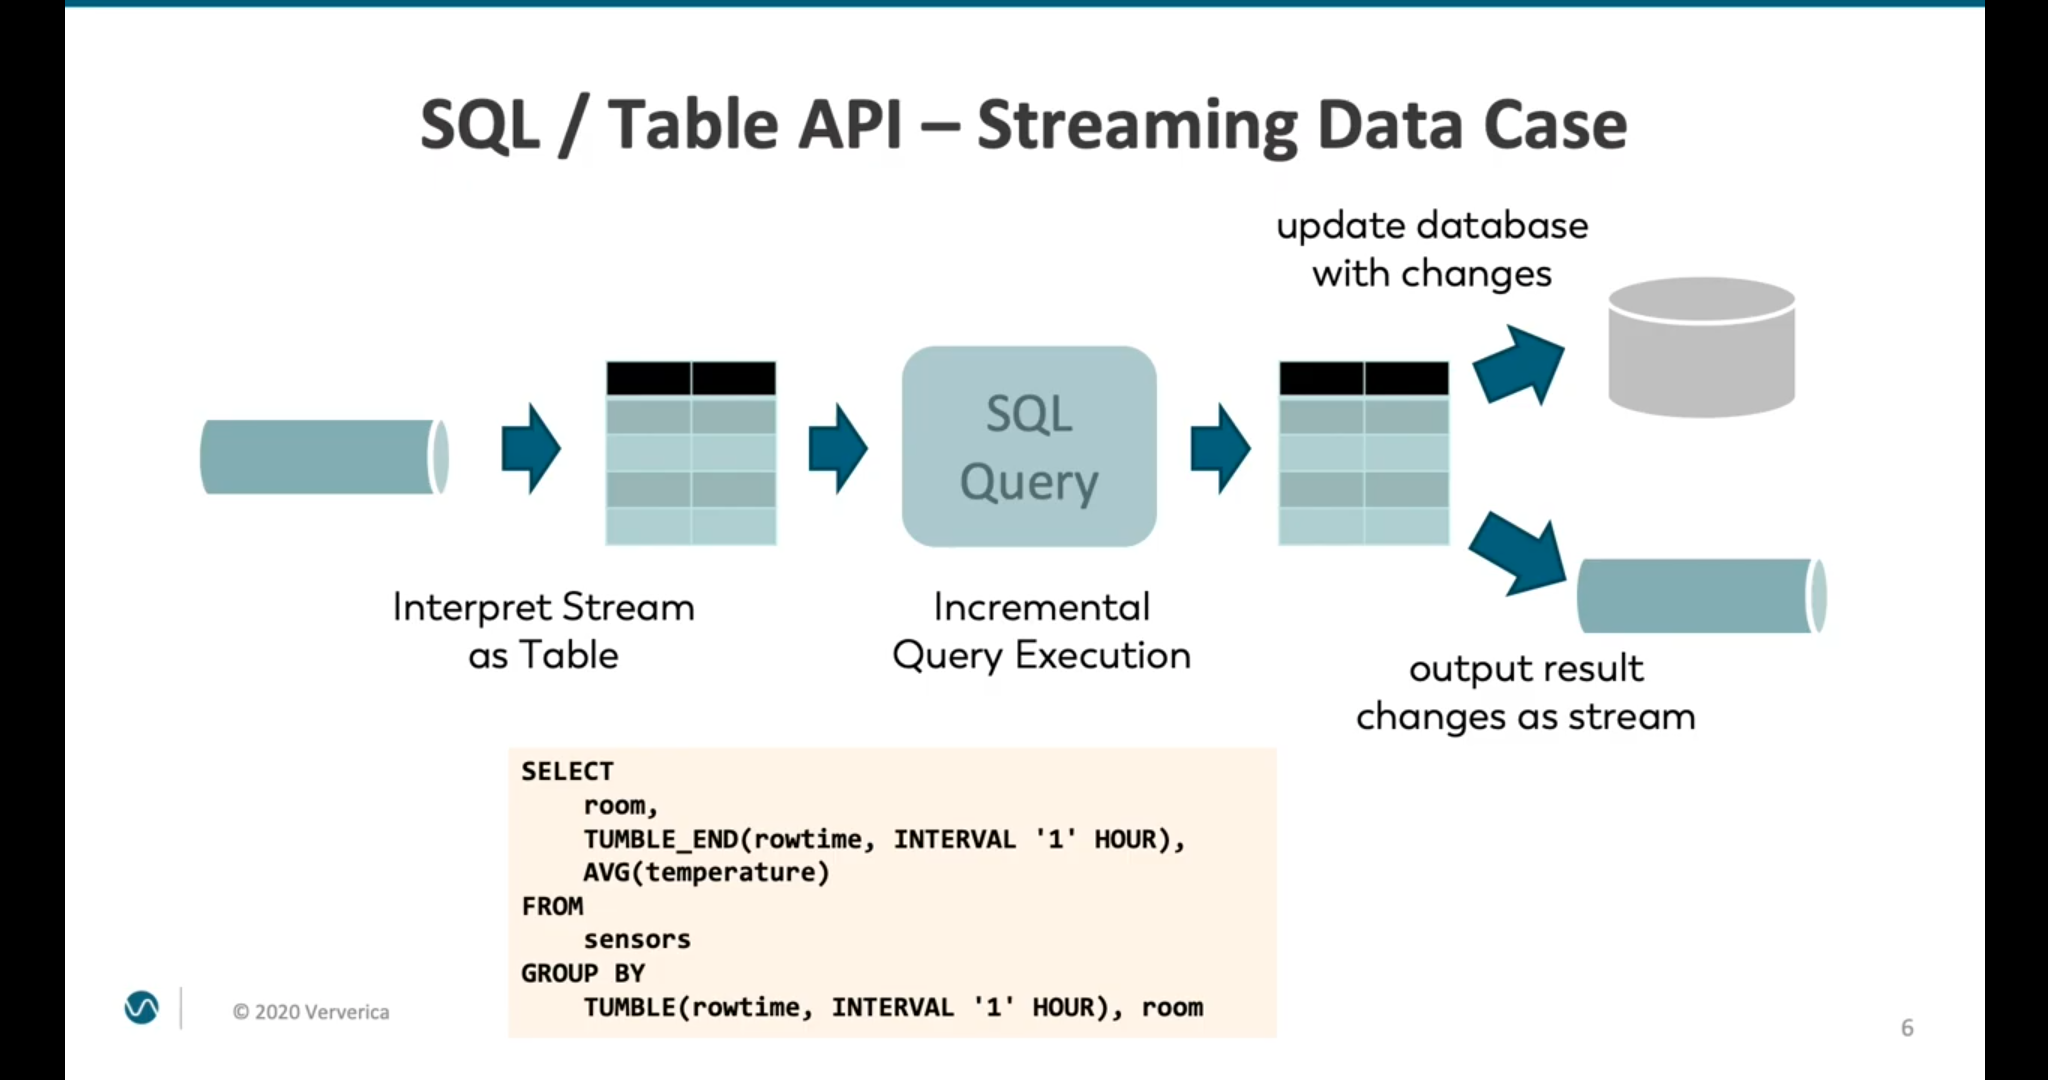 SQL / Table API – Streaming Data Case
update database
with changes
SQL
Query
Interpret Stream
as Table
Incremental
Query Execution
output result
changes as stream
SELECT
room,
TUMBLE_END(rowtime, INTERVAL '1' HOUR),
AVG(temperature)
FROM
sensors
GROUP BY
TUMBLE(rowtime, INTERVAL '1' HOUR), room
© 2020 Ververica
6